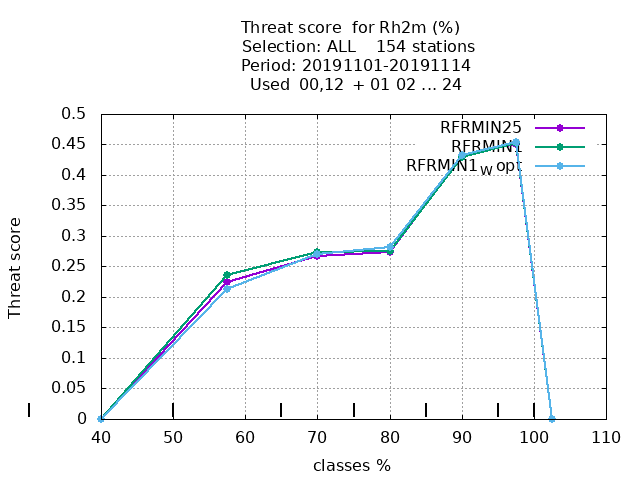 Threat score  for Rh2m (%)
Selection: ALL    154 stations
Period: 20191101-20191114
Used  00,12  + 01 02 ... 24
RFRMIN25
RFRMIN1
RFRMIN1W opt
0.5
0.45
0.4
0.35
0.3
0.25
0.2
0.15
0.1
0.05
0
Threat score
40 50 60 70 80 90 100 110
classes %